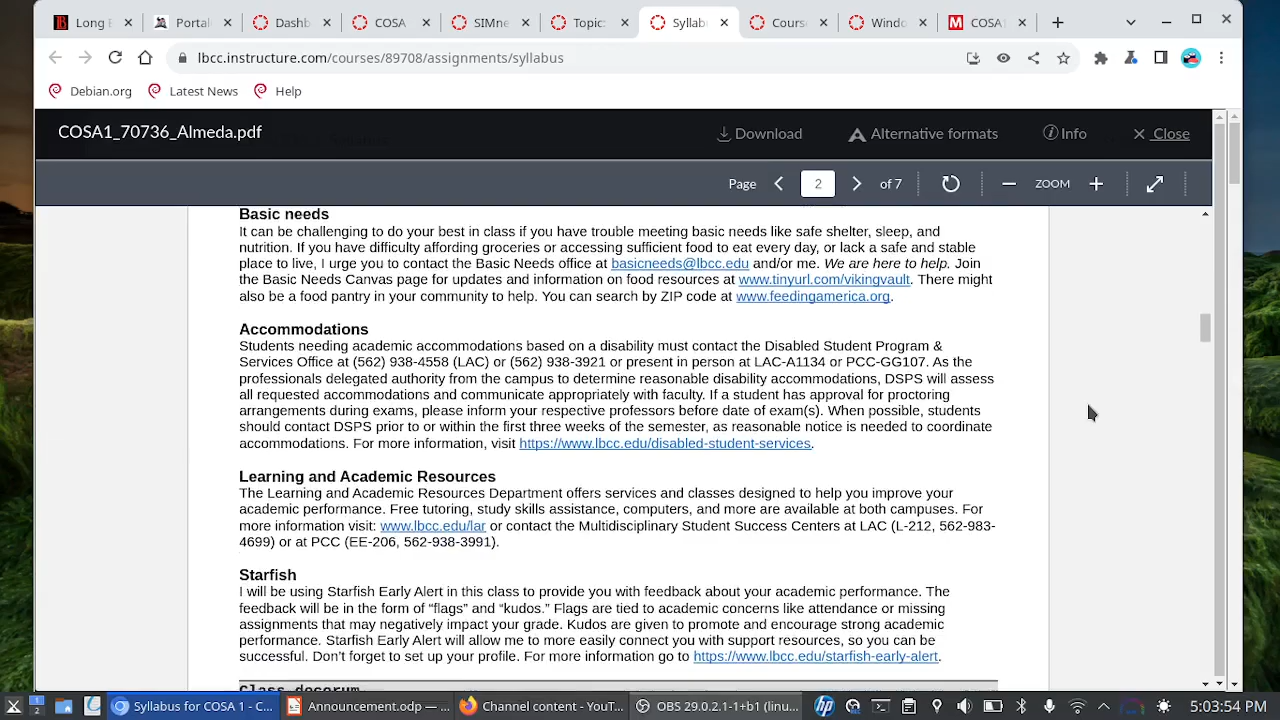 Long B
Portal
Dashb
COSA
SIMne
Topic:
Syllab
Cours
Windo
COSA
lbcc.instructure.com/courses/89708/assignments/syllabus
Debian.org
Latest News
Help
COSA1_70736_Almeda.pdf
Download
Alternative formats
Info
Close
Page
2
of 7
ZOOM
Basic needs
It can be challenging to do your best in class if you have trouble meeting basic needs like safe shelter, sleep, and
nutrition. If you have difficulty affording groceries or accessing sufficient food to eat every day, or lack a safe and stable
place to live, I urge you to contact the Basic Needs office at basicneeds@lbcc.edu and/or me. We are here to help. Join
the Basic Needs Canvas page for updates and information on food resources at www.tinyurl.com/vikingvault. There might
also be a food pantry in your community to help. You can search by ZIP code at www.feedingamerica.org.
Accommodations
Students needing academic accommodations based on a disability must contact the Disabled Student Program &
Services Office at (562) 938-4558 (LAC) or (562) 938-3921 or present in person at LAC-A1134 or PCC-GG107. As the
professionals delegated authority from the campus to determine reasonable disability accommodations, DSPS will assess
all requested accommodations and communicate appropriately with faculty. If a student has approval for proctoring
arrangements during exams, please inform your respective professors before date of exam(s). When possible, students
should contact DSPS prior to or within the first three weeks of the semester, as reasonable notice is needed to coordinate
accommodations. For more information, visit https://www.lbcc.edu/disabled-student-services.
Learning and Academic Resources
The Learning and Academic Resources Department offers services and classes designed to help you improve your
academic performance. Free tutoring, study skills assistance, computers, and more are available at both campuses. For
more information visit: www.lbcc.edu/lar or contact the Multidisciplinary Student Success Centers at LAC (L-212, 562-983-
4699) or at PCC (EE-206, 562-938-3991).
Starfish
I will be using Starfish Early Alert in this class to provide you with feedback about your academic performance. The
feedback will be in the form of “flags” and “kudos.” Flags are tied to academic concerns like attendance or missing
assignments that may negatively impact your grade. Kudos are given to promote and encourage strong academic
performance. Starfish Early Alert will allow me to more easily connect you with support resources, so you can be
successful. Don't forget to set up your profile. For more information go to https://www.lbcc.edu/starfish-early-alert.
Class decorum
Syllabus for COSA 1 - C...
Announcement.odp — ...
Channel content - YouT...
OBS 29.0.2.1-1+b1 (linu...
5:03:54 PM